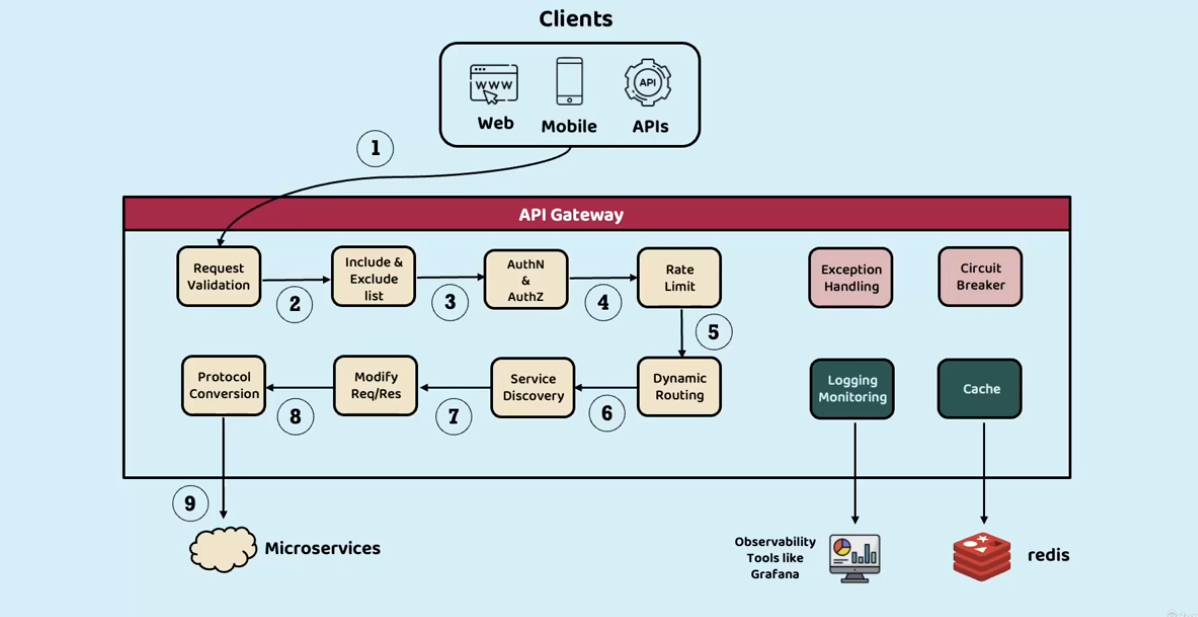 Clients
WWW
API
Web
Mobile
APIs
1
API Gateway
Request
Validation
2
Include &
Exclude
list
3
AuthN
&
AuthZ
4
Rate
Limit
Exception
Handling
Circuit
Breaker
5
Protocol
Conversion
8
Modify
Req/Res
7
Service
Discovery
6
Dynamic
Routing
Logging
Monitoring
Cache
9
Microservices
Observability
Tools like
Grafana
redis